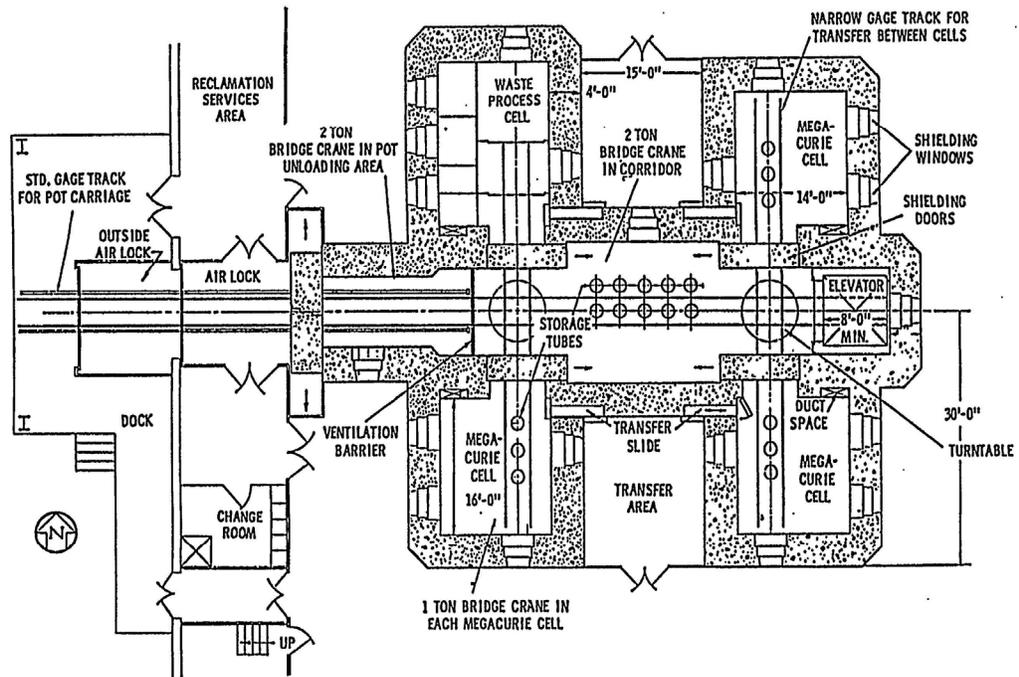 NARROW GAGE TRACK FOR
TRANSFER BETWEEN CELLS
RECLAMATION
SERVICES
AREA
WASTE
PROCESS
CELL
15'-0"
4'-0"
2 TON
BRIDGE CRANE IN POT
UNLOADING AREA
2 TON
BRIDGE CRANE
IN CORRIDOR
MEGA-
CURIE
CELL
14'-0"
SHIELDING
WINDOWS
SHIELDING
DOORS
STD. GAGE TRACK
FOR POT CARRIAGE
OUTSIDE
AIR LOCK
AIR LOCK
STORAGE
TUBES
ELEVATOR
8'-0"
MIN.
DOCK
VENTILATION
BARRIER
MEGA-
CURIE
CELL
16'-0"
TRANSFER
SLIDE
TRANSFER
AREA
DUCT
SPACE
MEGA-
CURIE
CELL
30'-0"
TURNTABLE
CHANGE
ROOM
N
UP
1 TON BRIDGE CRANE IN
EACH MEGACURIE CELL